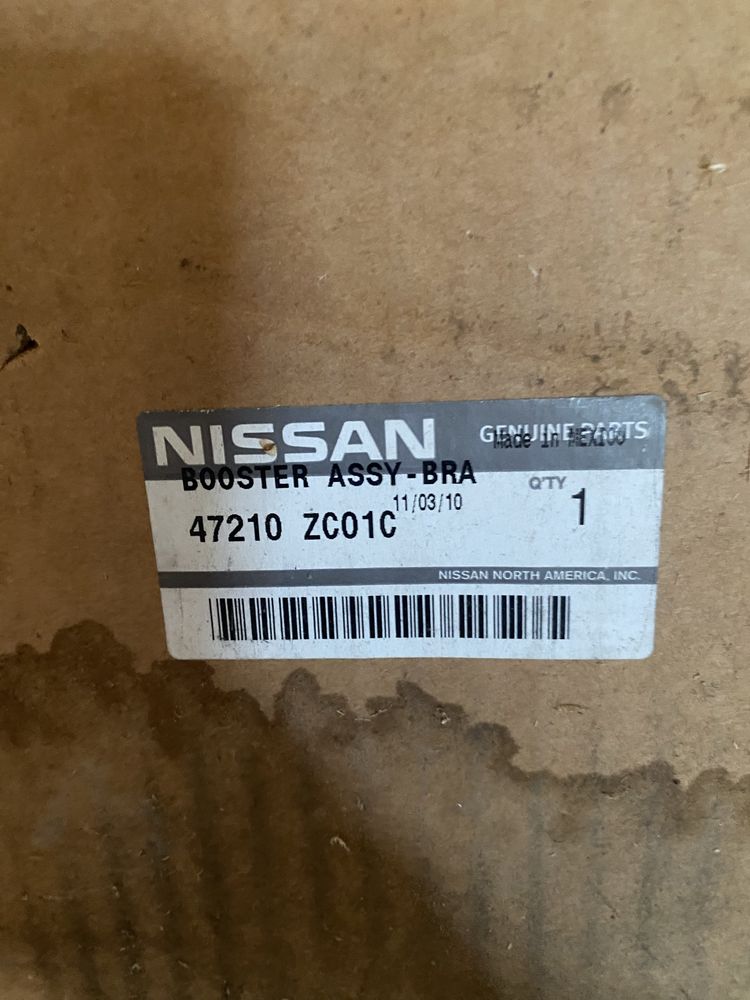 NISSAN GENUINE PARTS
Made in MEXICO
BOOSTER ASSY-BRA
Q'TY
11/03/10
1
47210 ZC01C
NISSAN NORTH AMERICA, INC.